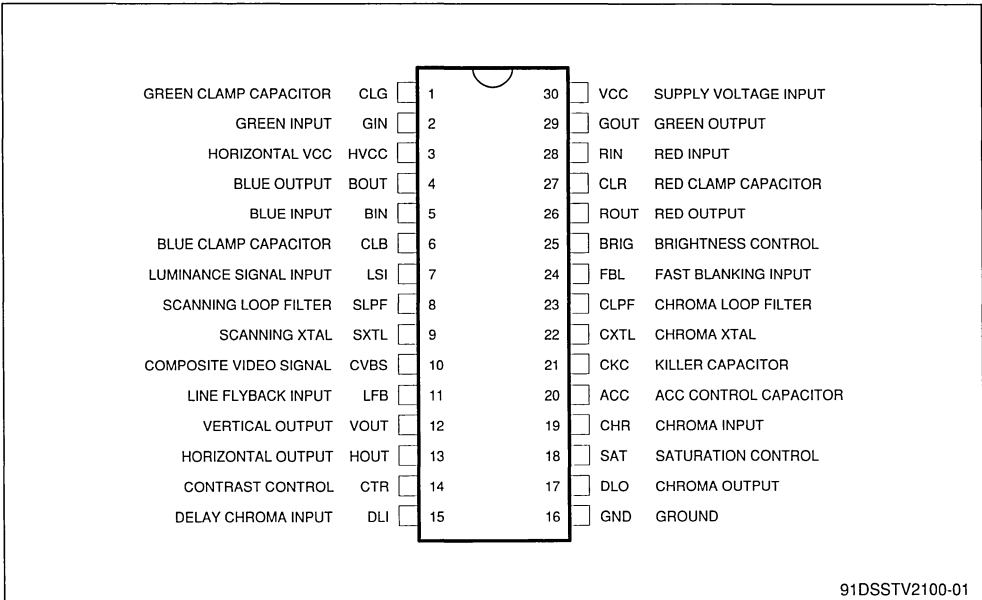 GREEN CLAMP CAPACITOR CLG 1 30 VCC SUPPLY VOLTAGE INPUT
GREEN INPUT GIN 2 29 GOUT GREEN OUTPUT
HORIZONTAL VCC HVCC 3 28 RIN RED INPUT
BLUE OUTPUT BOUT 4 27 CLR RED CLAMP CAPACITOR
BLUE INPUT BIN 5 26 ROUT RED OUTPUT
BLUE CLAMP CAPACITOR CLB 6 25 BRIG BRIGHTNESS CONTROL
LUMINANCE SIGNAL INPUT LSI 7 24 FBL FAST BLANKING INPUT
SCANNING LOOP FILTER SLPF 8 23 CLPF CHROMA LOOP FILTER
SCANNING XTAL SXTL 9 22 CXTL CHROMA XTAL
COMPOSITE VIDEO SIGNAL CVBS 10 21 CKC KILLER CAPACITOR
LINE FLYBACK INPUT LFB 11 20 ACC ACC CONTROL CAPACITOR
VERTICAL OUTPUT VOUT 12 19 CHR CHROMA INPUT
HORIZONTAL OUTPUT HOUT 13 18 SAT SATURATION CONTROL
CONTRAST CONTROL CTR 14 17 DLO CHROMA OUTPUT
DELAY CHROMA INPUT DLI 15 16 GND GROUND
91DSSTV2100-01